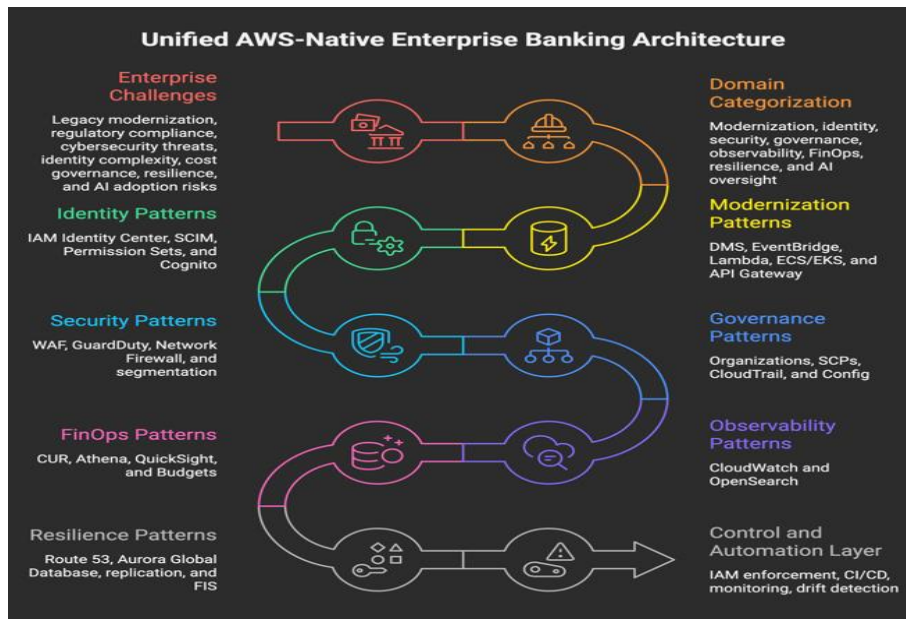 Unified AWS-Native Enterprise Banking Architecture
Enterprise
Challenges
Legacy modernization,
regulatory compliance,
cybersecurity threats,
identity complexity, cost
governance, resilience,
and AI adoption risks
Domain
Categorization
Modernization, identity,
security, governance,
observability, FinOps,
resilience, and AI
oversight
Identity Patterns
IAM Identity Center, SCIM,
Permission Sets, and
Cognito
Modernization
Patterns
DMS, EventBridge,
Lambda, ECS/EKS, and
API Gateway
Security Patterns
WAF, GuardDuty, Network
Firewall, and
segmentation
Governance
Patterns
Organizations, SCPs,
CloudTrail, and Config
FinOps Patterns
CUR, Athena, QuickSight,
and Budgets
Observability
Patterns
CloudWatch and
OpenSearch
Resilience Patterns
Route 53, Aurora Global
Database, replication, and
FIS
Control and
Automation Layer
IAM enforcement, CI/CD,
monitoring, drift detection